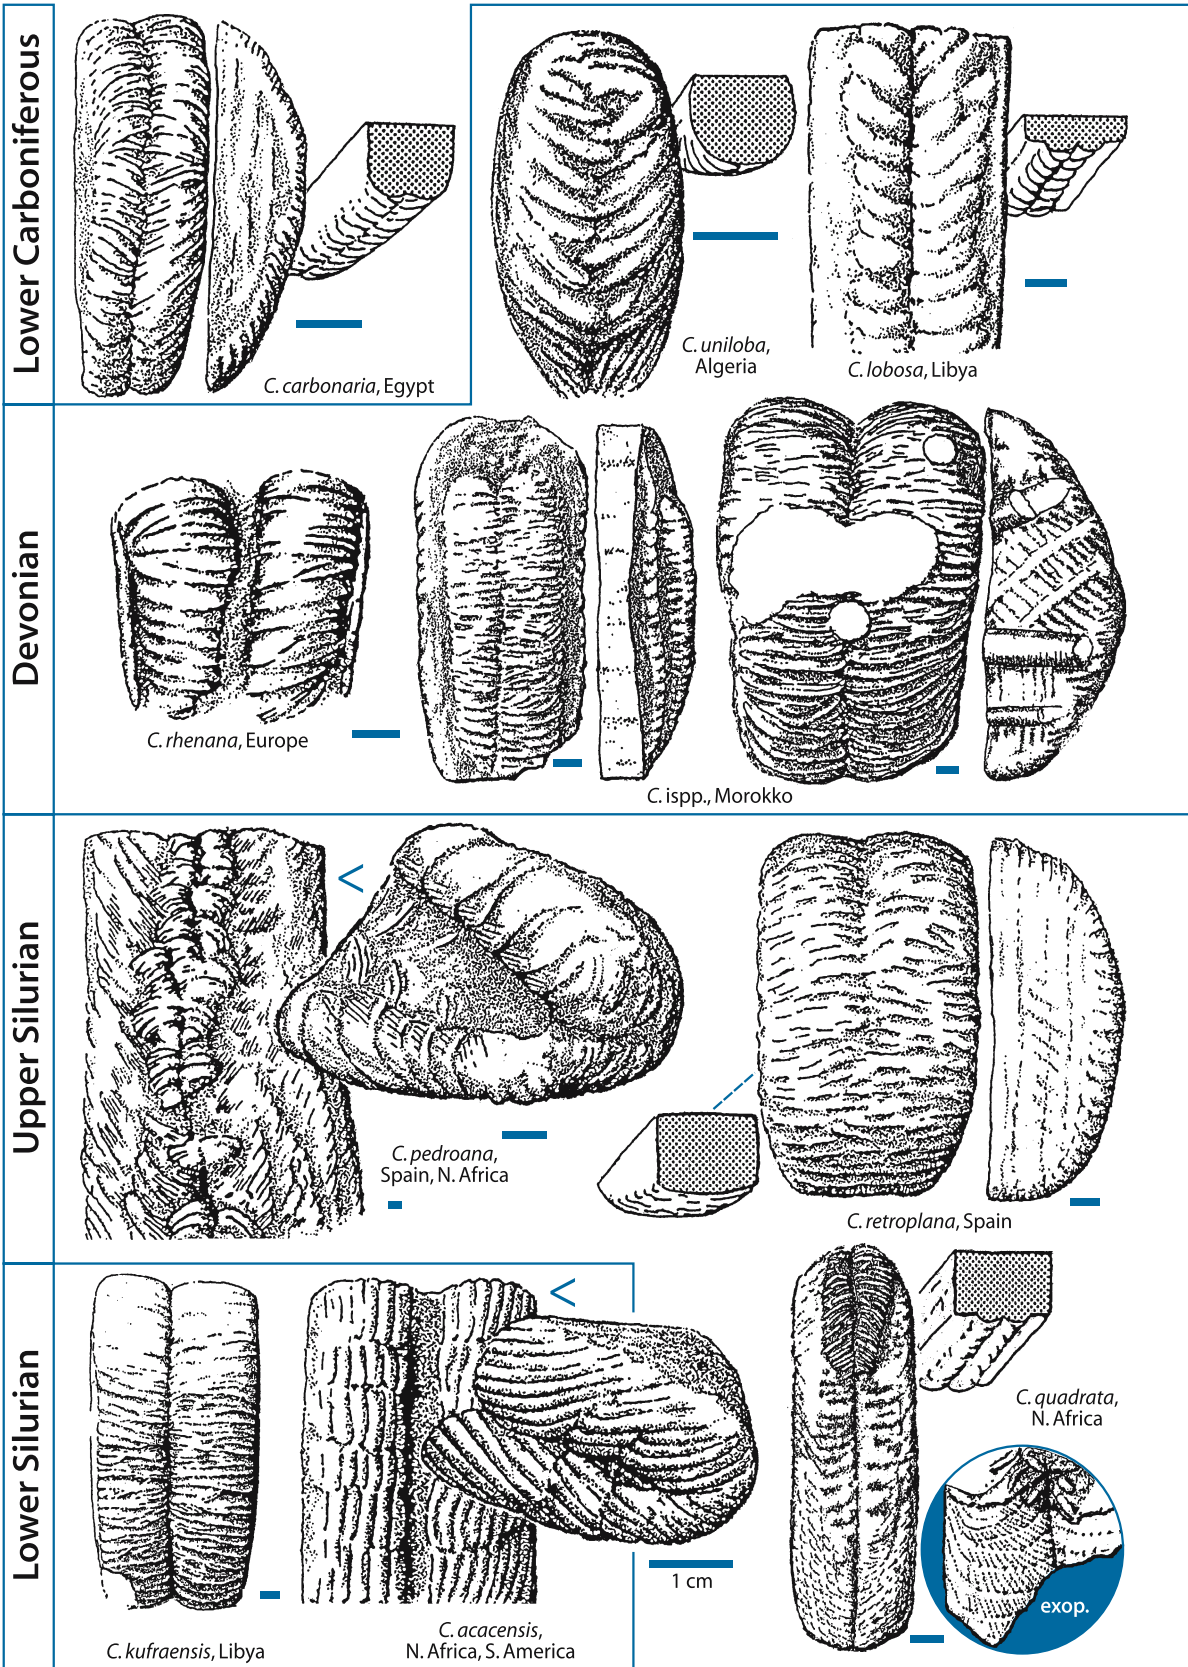 Lower Carboniferous
C. carbonaria, Egypt
C. uniloba,
Algeria
C. lobosa, Libya
Devonian
C. rhenana, Europe
C. ispp., Morokko
Upper Silurian
<
C. pedroana,
Spain, N. Africa
C. retroplana, Spain
Lower Silurian
<
C. kufraensis, Libya
C. acacensis,
N. Africa, S. America
1 cm
C. quadrata,
N. Africa
exop.